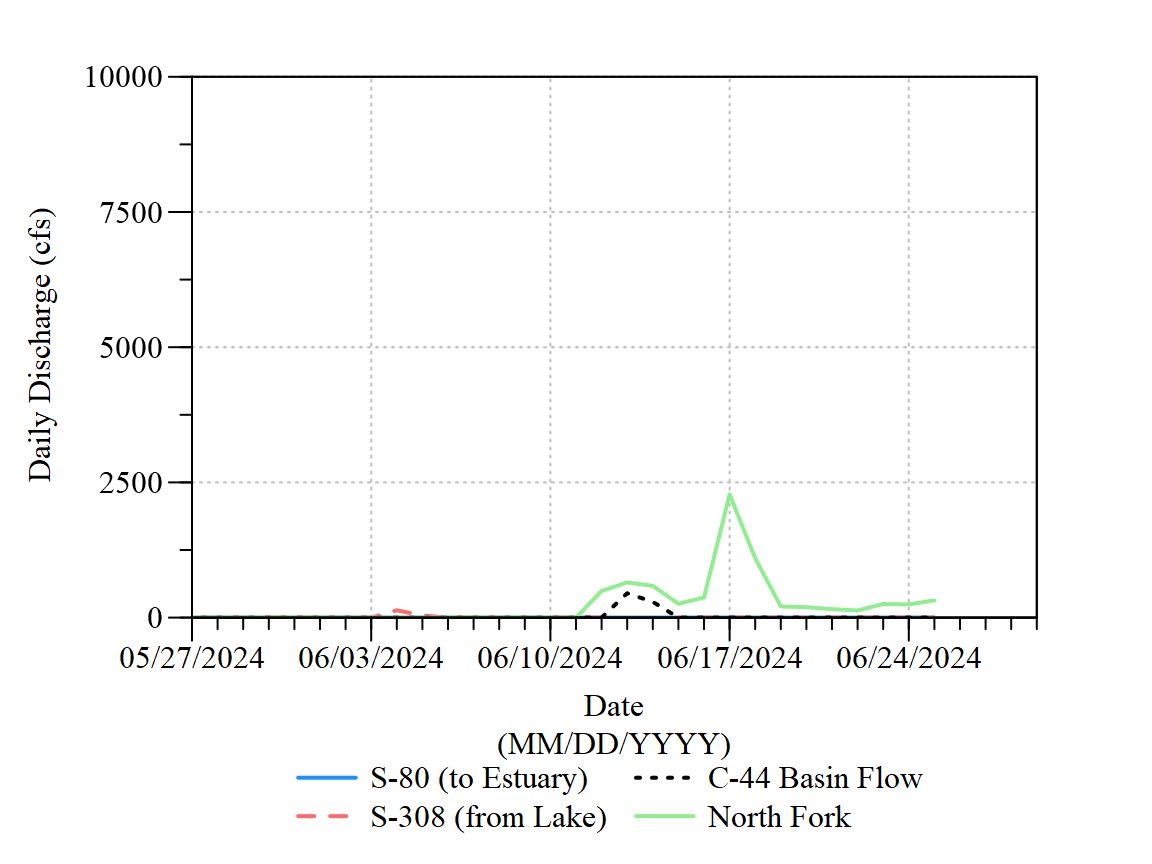 10000
7500
5000
2500
0
Daily Discharge (cfs)
05/27/2024 06/03/2024 06/10/2024 06/17/2024 06/24/2024
Date
(MM/DD/YYYY)
S-80 (to Estuary) C-44 Basin Flow
S-308 (from Lake) North Fork